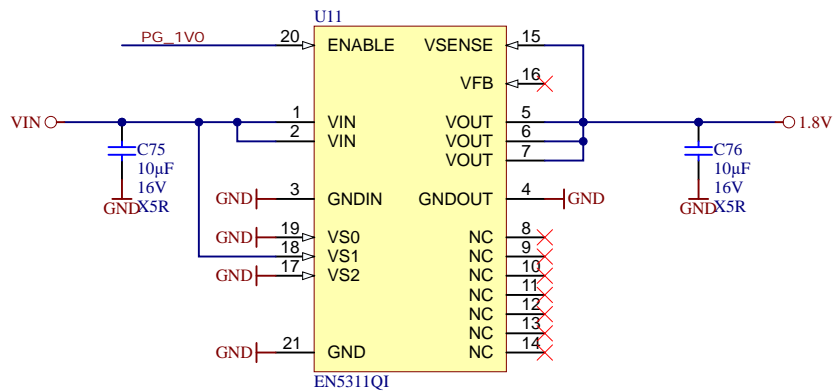 U11
PG_1V0
20 ENABLE VSENSE 15
VFB 16
VIN 1 VIN VOUT 5 1.8V
2 VIN VOUT 6
VOUT 7
C75
10µF
16V
X5R
GND
C76
10µF
16V
X5R
GND
GND 3 GNDIN GNDOUT 4 GND
GND 19 VS0 NC 8
18 VS1 NC 9
GND 17 VS2 NC 10
NC 11
NC 12
NC 13
GND 21 GND NC 14
EN5311QI